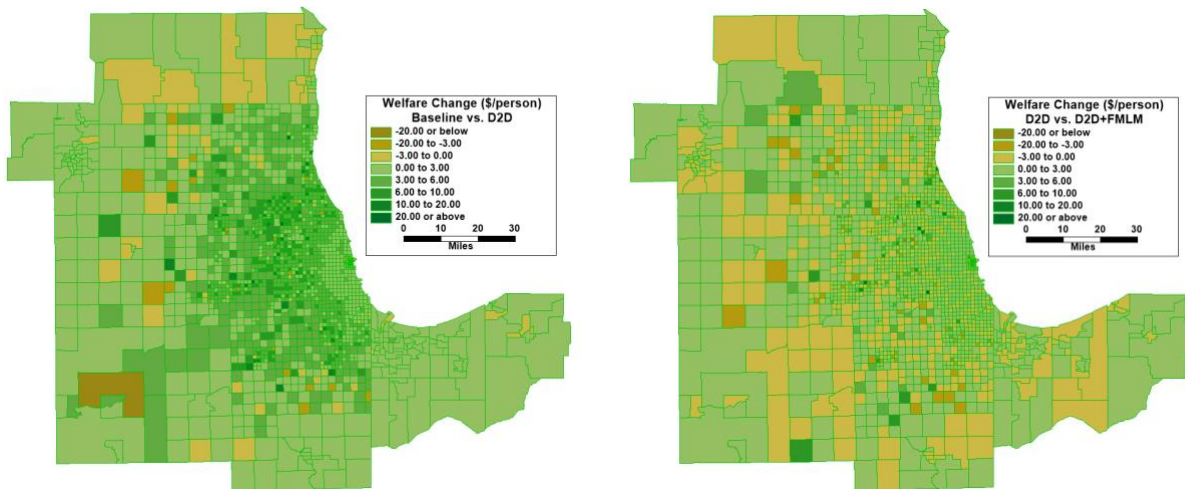 Welfare Change ($/person)
Baseline vs. D2D
-20.00 or below
-20.00 to -3.00
-3.00 to 0.00
0.00 to 3.00
3.00 to 6.00
6.00 to 10.00
10.00 to 20.00
20.00 or above
0 10 20 30
Miles
Welfare Change ($/person)
D2D vs. D2D+FMLM
-20.00 or below
-20.00 to -3.00
-3.00 to 0.00
0.00 to 3.00
3.00 to 6.00
6.00 to 10.00
10.00 to 20.00
20.00 or above
0 10 20 30
Miles